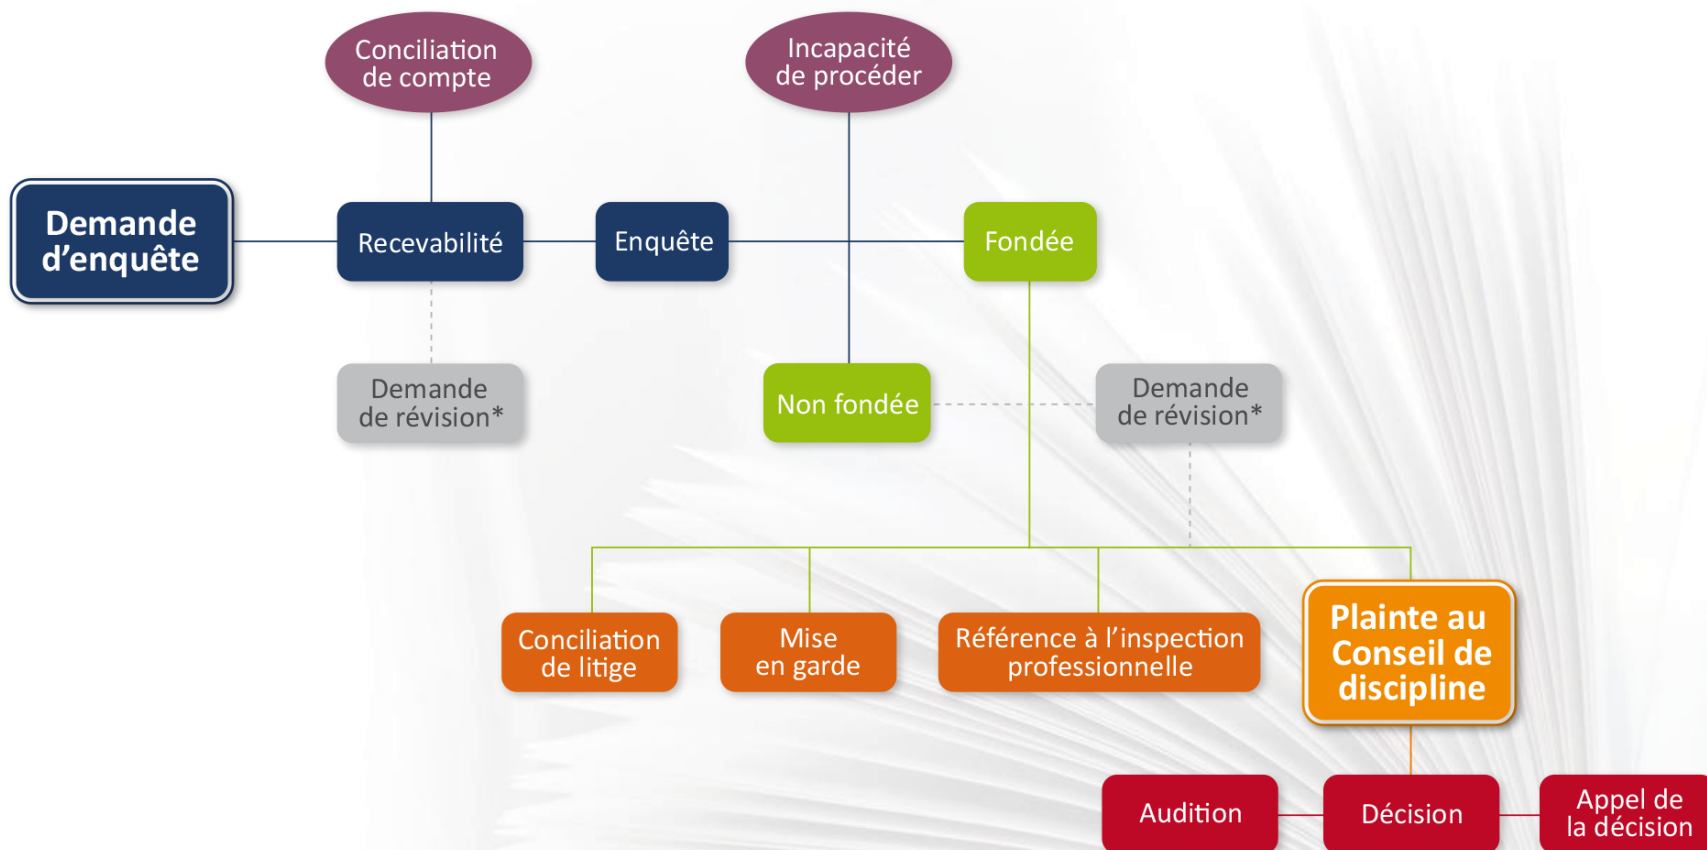 Conciliation
de compte
Incapacité
de procéder
Demande
d’enquête
Recevabilité
Enquête
Fondée
Demande
de révision*
Non fondée
Demande
de révision*
Conciliation
de litige
Mise
en garde
Référence à l’inspection
professionnelle
Plainte au
Conseil de
discipline
Audition
Décision
Appel de
la décision